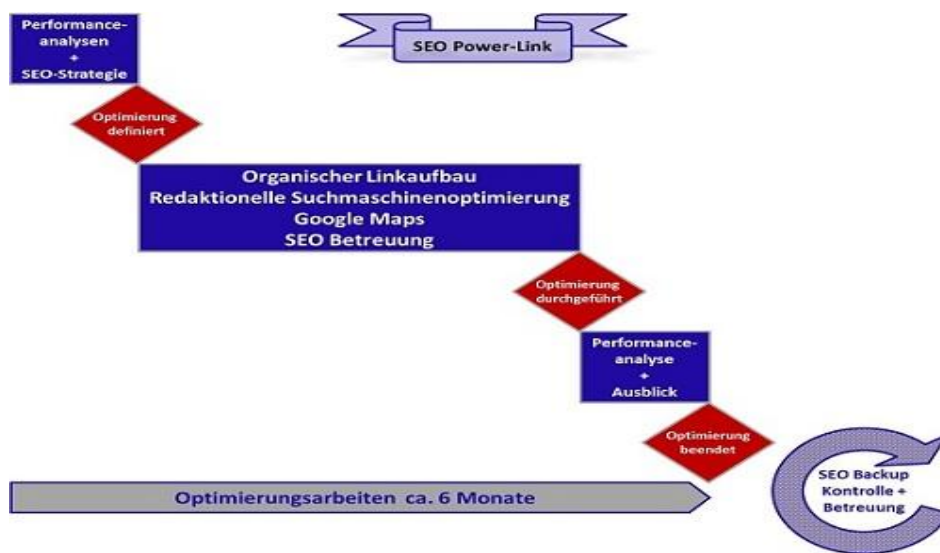 Performance-
analysen
+
SEO-Strategie
SEO Power-Link
Optimierung
definiert
Organischer Linkaufbau
Redaktionelle Suchmaschinenoptimierung
Google Maps
SEO Betreuung
Optimierung
durchgeführt
Performance-
analyse
+
Ausblick
Optimierung
beendet
SEO Backup
Kontrolle +
Betreuung
Optimierungsarbeiten ca. 6 Monate